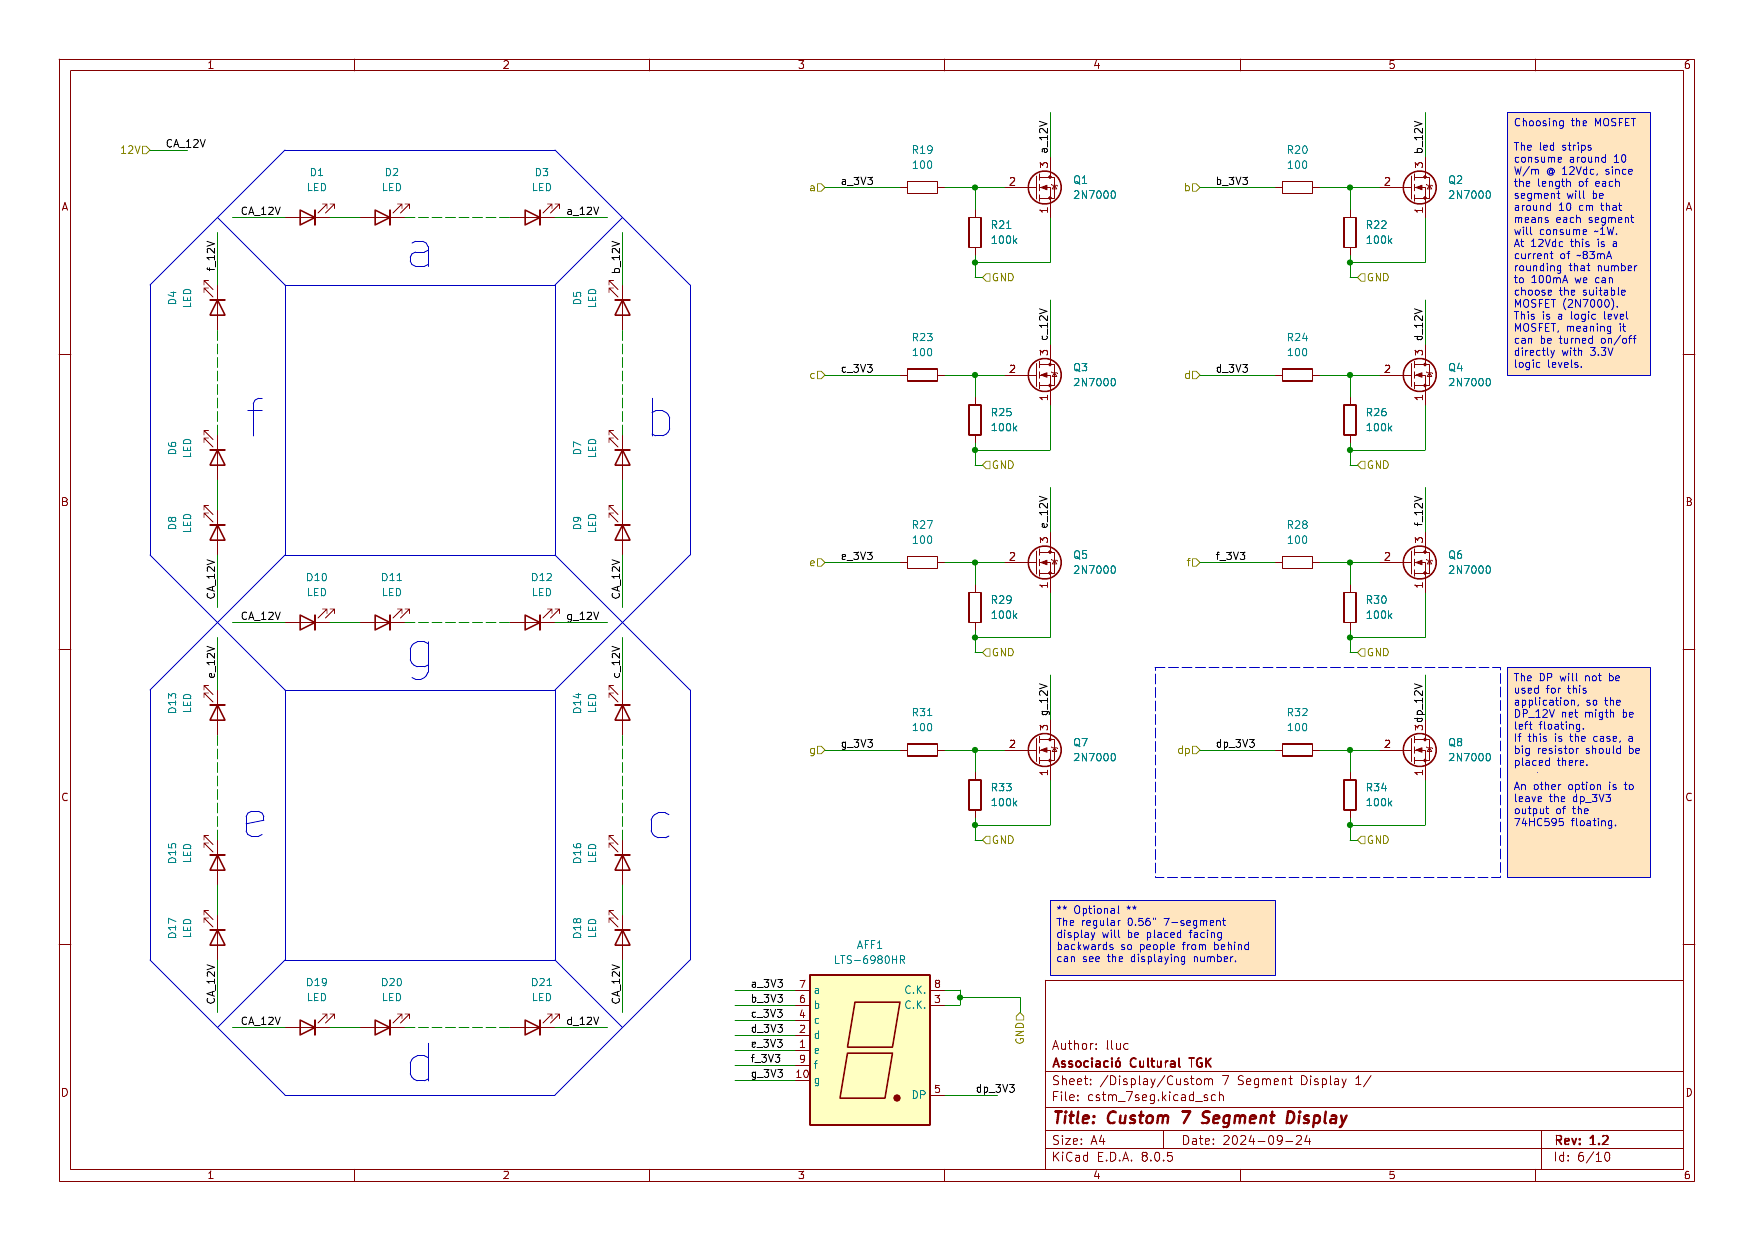 1 2 3 4 5 6
A
B
C
D
12V CA_12V
D1 D2 D3
LED LED LED
CA_12V a_12V
a
f_12V b_12V
D4 LED D5 LED
f b
D6 LED D7 LED
D8 LED D9 LED
CA_12V CA_12V
D10 D11 D12
LED LED LED
CA_12V g_12V
g
e_12V c_12V
D13 LED D14 LED
e c
D15 LED D16 LED
D17 LED D18 LED
CA_12V CA_12V
D19 D20 D21
LED LED LED
CA_12V d_12V
d
a_12V
R19
100
a a_3V3 2 3 1 Q1
2N7000
R21
100k
GND
b_12V
R20
100
b b_3V3 2 3 1 Q2
2N7000
R22
100k
GND
c_12V
R23
100
c c_3V3 2 3 1 Q3
2N7000
R25
100k
GND
d_12V
R24
100
d d_3V3 2 3 1 Q4
2N7000
R26
100k
GND
e_12V
R27
100
e e_3V3 2 3 1 Q5
2N7000
R29
100k
GND
f_12V
R28
100
f f_3V3 2 3 1 Q6
2N7000
R30
100k
GND
g_12V
R31
100
g g_3V3 2 3 1 Q7
2N7000
R33
100k
GND
dp_12V
R32
100
dp dp_3V3 2 3 1 Q8
2N7000
R34
100k
GND
Choosing the MOSFET
The led strips
consume around 10
W/m @ 12Vdc, since
the length of each
segment will be
around 10 cm that
means each segment
will consume ~1W.
At 12Vdc this is a
current of ~83mA
rounding that number
to 100mA we can
choose the suitable
MOSFET (2N7000).
This is a logic level
MOSFET, meaning it
can be turned on/off
directly with 3.3V
logic levels.
The DP will not be
used for this
application, so the
DP_12V net migth be
left floating.
If this is the case, a
big resistor should be
placed there.
.
An other option is to
leave the dp_3V3
output of the
74HC595 floating.
** Optional **
The regular 0.56" 7-segment
display will be placed facing
backwards so people from behind
can see the displaying number.
AFF1
LTS-6980HR
a_3V3 7 a C.K. 8
b_3V3 6 b C.K. 3
c_3V3 4 c
d_3V3 2 d
e_3V3 1 e
f_3V3 9 f
g_3V3 10 g
DP 5 dp_3V3
GND
Author: lluc
Associació Cultural TGK
Sheet: /Display/Custom 7 Segment Display 1/
File: cstm_7seg.kicad_sch
Title: Custom 7 Segment Display
Size: A4 Date: 2024-09-24 Rev: 1.2
KiCad E.D.A. 8.0.5 Id: 6/10
1 2 3 4 5 6
A
B
C
D